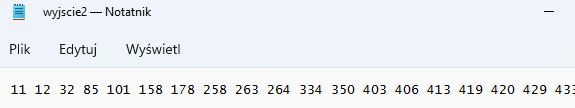 wyjscie2 — Notatnik
Plik Edytuj Wyświetl
11 12 32 85 101 158 178 258 263 264 334 350 403 406 413 419 420 429